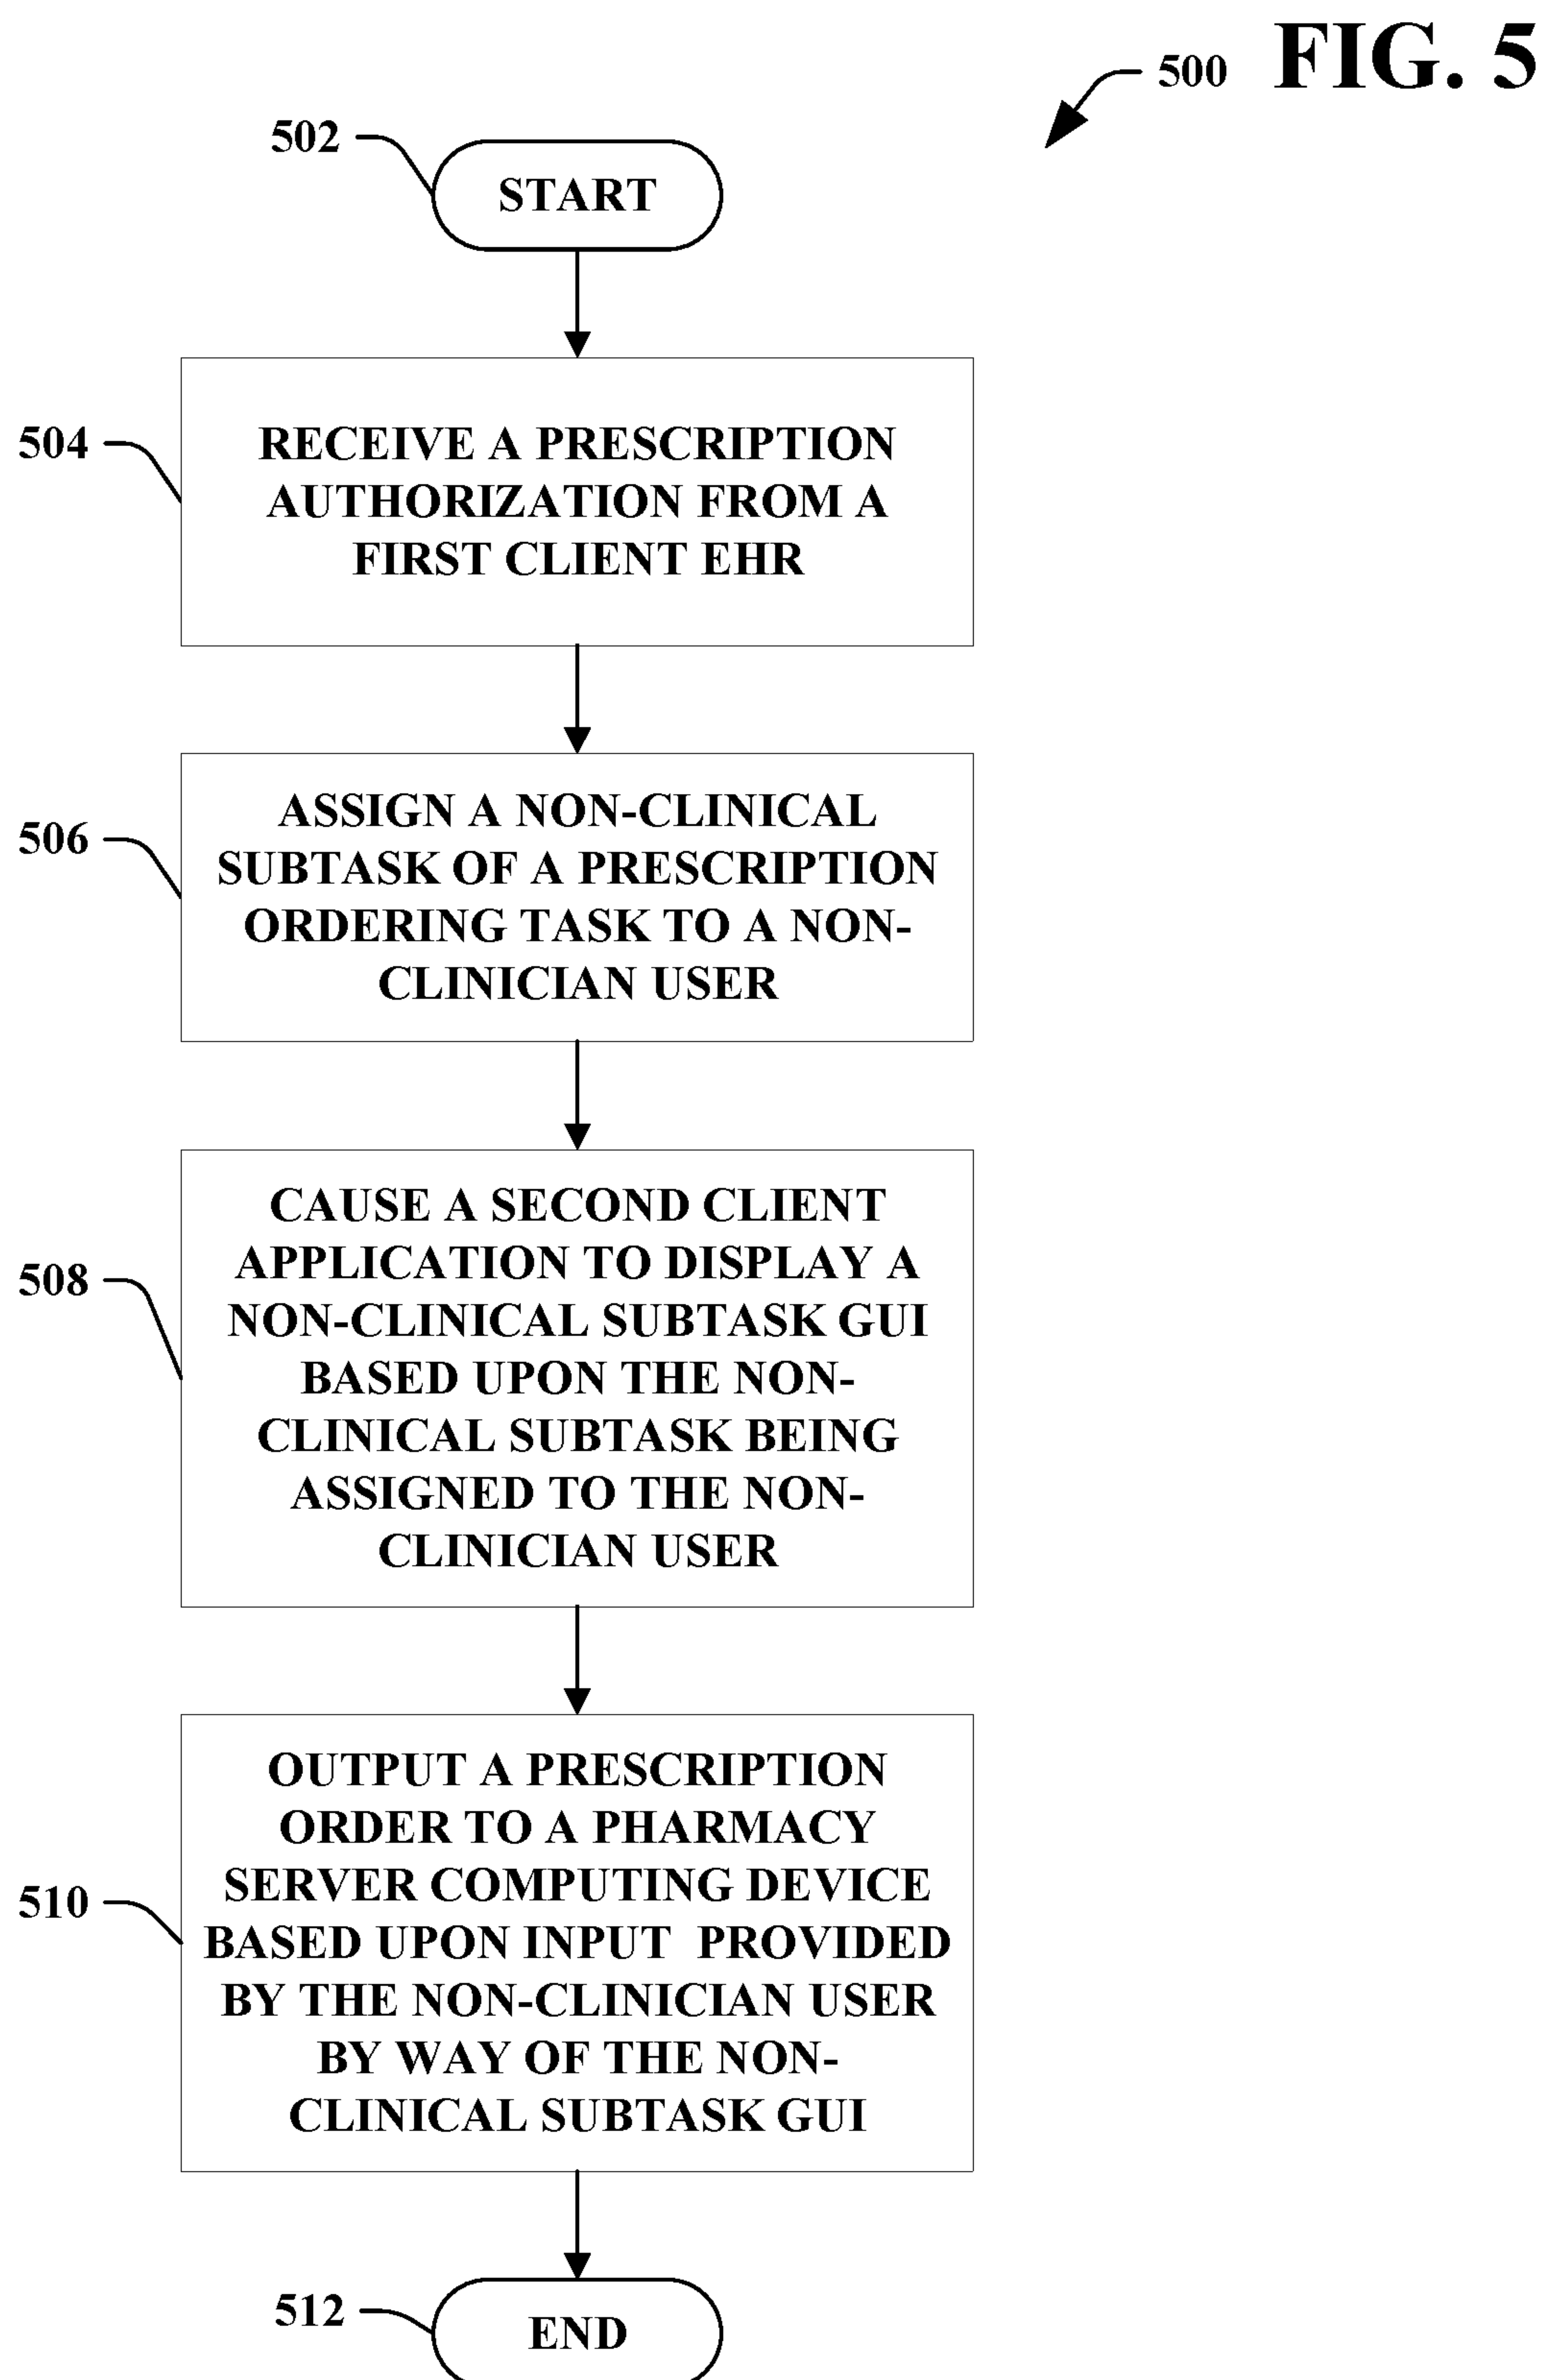 500 FIG. 5
502
START
504
RECEIVE A PRESCRIPTION
AUTHORIZATION FROM A
FIRST CLIENT EHR
506
ASSIGN A NON-CLINICAL
SUBTASK OF A PRESCRIPTION
ORDERING TASK TO A NON-
CLINICIAN USER
508
CAUSE A SECOND CLIENT
APPLICATION TO DISPLAY A
NON-CLINICAL SUBTASK GUI
BASED UPON THE NON-
CLINICAL SUBTASK BEING
ASSIGNED TO THE NON-
CLINICIAN USER
510
OUTPUT A PRESCRIPTION
ORDER TO A PHARMACY
SERVER COMPUTING DEVICE
BASED UPON INPUT PROVIDED
BY THE NON-CLINICIAN USER
BY WAY OF THE NON-
CLINICAL SUBTASK GUI
512
END